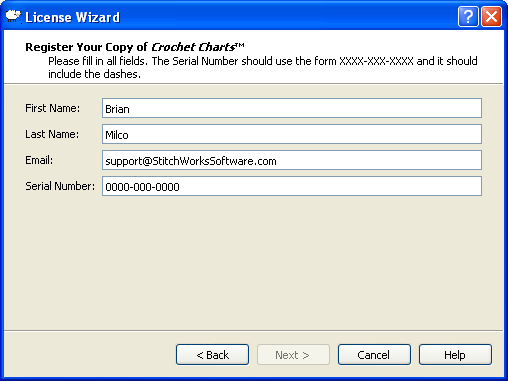 License Wizard
Register Your Copy of Crochet Charts™
Please fill in all fields. The Serial Number should use the form XXXX-XXX-XXXX and it should
include the dashes.
First Name: Brian
Last Name: Milco
Email: support@StitchWorksSoftware.com
Serial Number: 0000-000-0000
< Back Next > Cancel Help